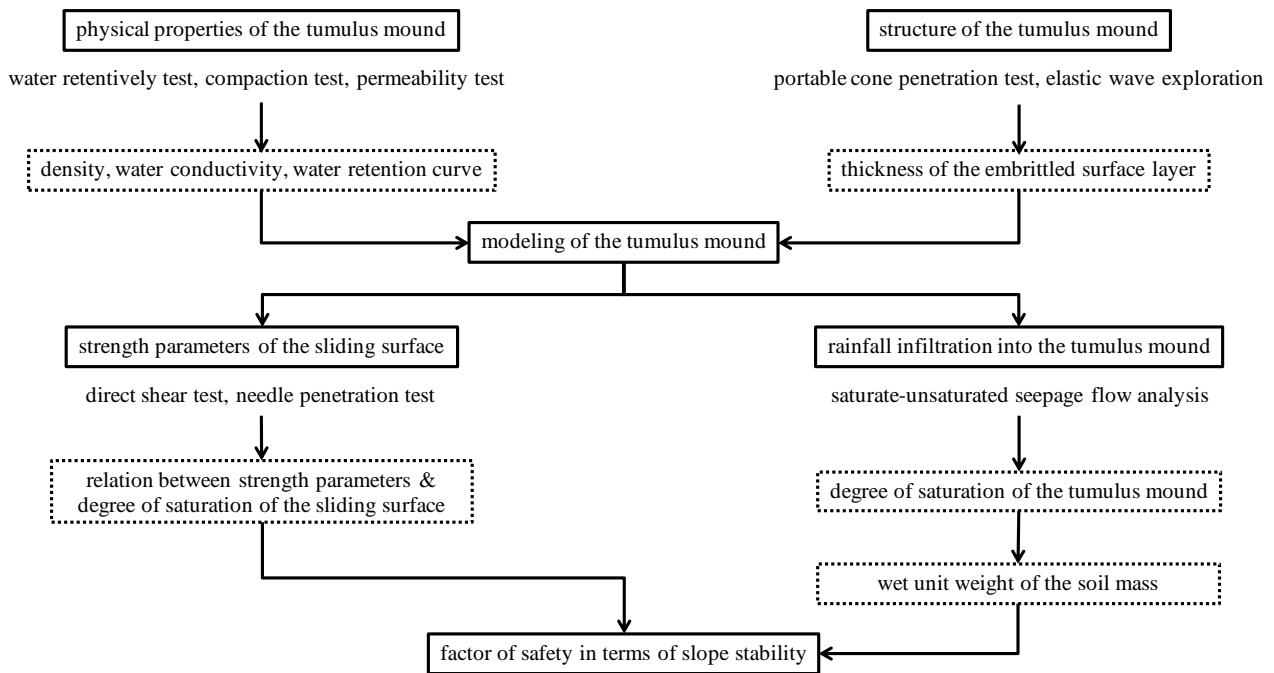 physical properties of the tumulus mound
structure of the tumulus mound
water retentively test, compaction test, permeability test
portable cone penetration test, elastic wave exploration
density, water conductivity, water retention curve
thickness of the embrittled surface layer
modeling of the tumulus mound
strength parameters of the sliding surface
rainfall infiltration into the tumulus mound
direct shear test, needle penetration test
saturate-unsaturated seepage flow analysis
relation between strength parameters &
degree of saturation of the sliding surface
degree of saturation of the tumulus mound
wet unit weight of the soil mass
factor of safety in terms of slope stability